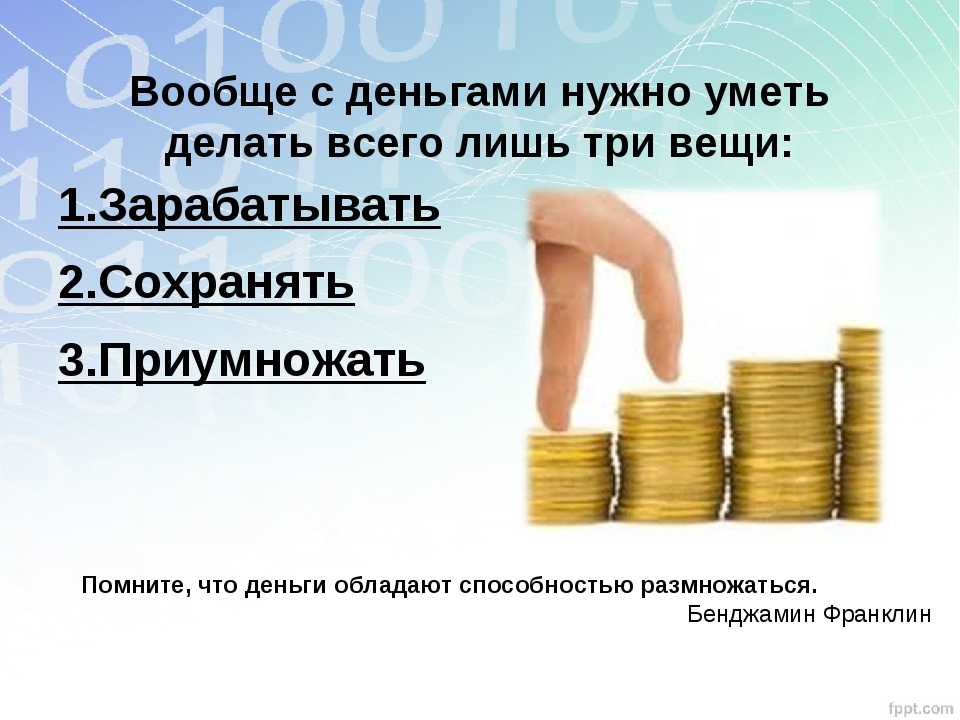 Вообще с деньгами нужно уметь
делать всего лишь три вещи:
1.Зарабатывать
2.Сохранять
3.Приумножать
Помните, что деньги обладают способностью размножаться.
Бенджамин Франклин
fppt.com